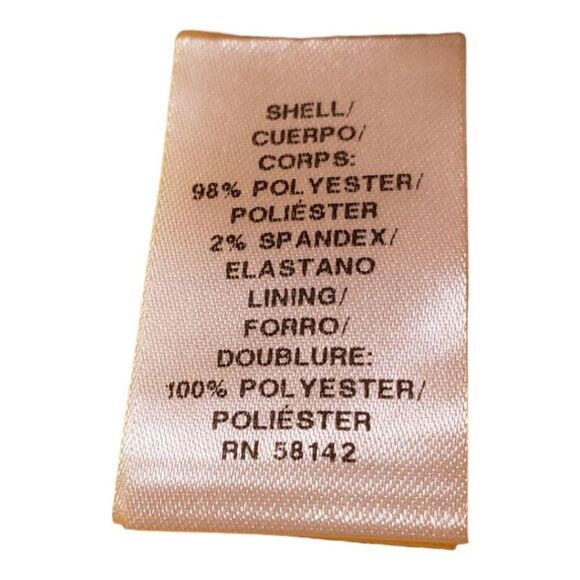 SHELL/
CUERPO/
CORPS:
98% POLYESTER/
POLIÉSTER
2% SPANDEX/
ELASTANO
LINING/
FORRO/
DOUBLURE:
100% POLYESTER/
POLIÉSTER
RN 58142